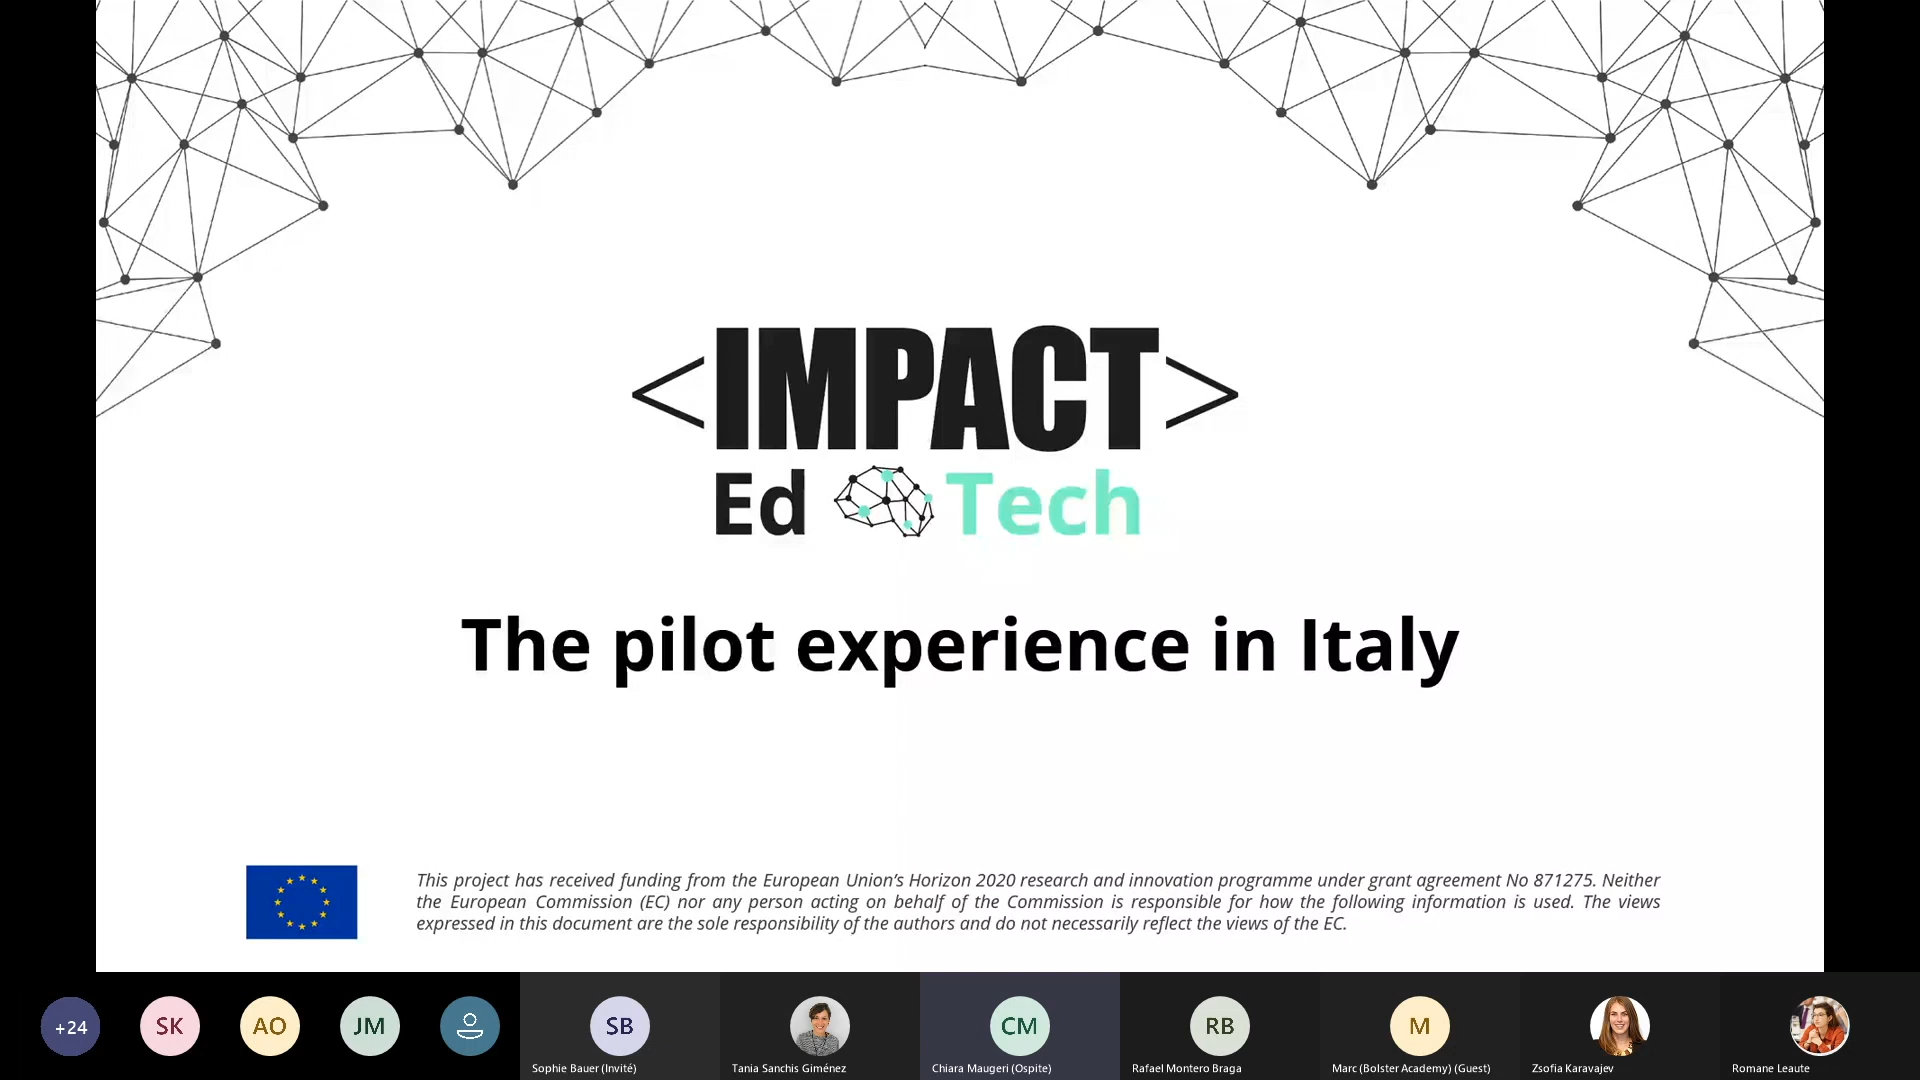 <IMPACT>
Ed Tech
The pilot experience in Italy
This project has received funding from the European Union’s Horizon 2020 research and innovation programme under grant agreement No 871275. Neither
the European Commission (EC) nor any person acting on behalf of the Commission is responsible for how the following information is used. The views
expressed in this document are the sole responsibility of the authors and do not necessarily reflect the views of the EC.
+24
SK
AO
JM
SB
CM
RB
M
Sophie Bauer (Invité)
Tania Sanchis Giménez
Chiara Maugeri (Ospite)
Rafael Montero Braga
Marc (Bolster Academy) (Guest)
Zsofia Karavajev
Romane Leaute